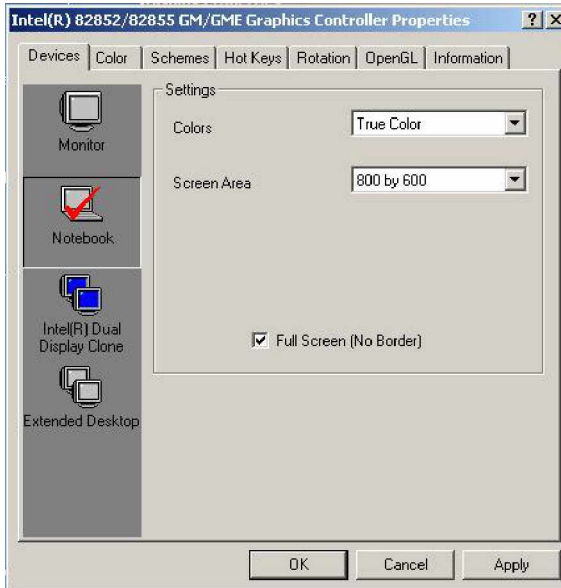 Intel(R) 82852/82855 GM/GME Graphics Controller Properties
Devices Color Schemes Hot Keys Rotation OpenGL Information
Settings
Monitor
Colors True Color
Screen Area 800 by 600
Notebook
Intel(R) Dual
Display Clone
Full Screen (No Border)
Extended Desktop
OK Cancel Apply